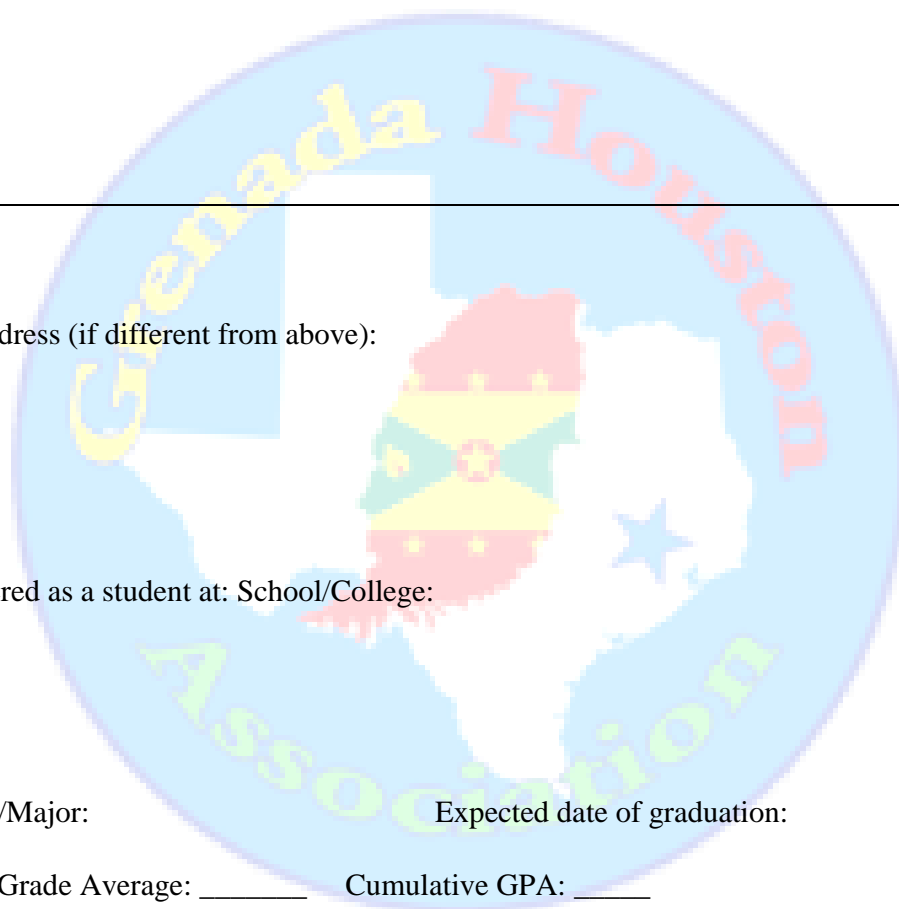 Grenada Houston
dress (if different from above):
red as a student at: School/College:
Association
/Major: Expected date of graduation:
Grade Average: _______ Cumulative GPA: _____